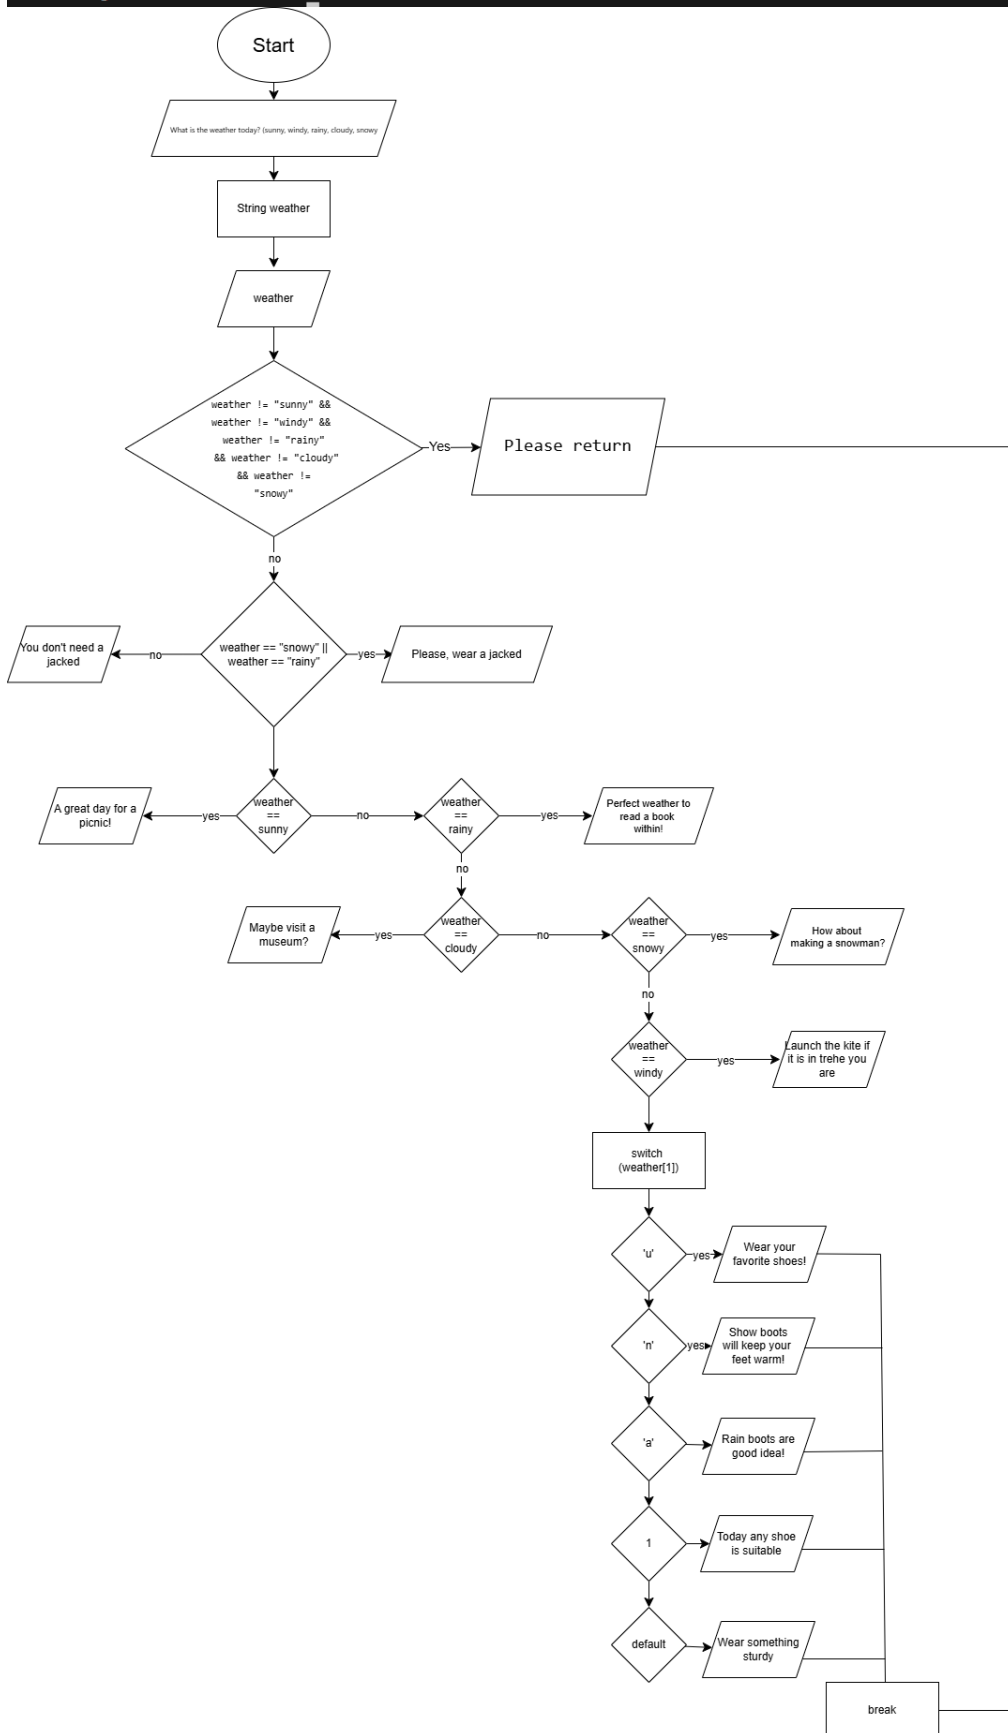 Start
What is the weather today? (sunny, windy, rainy, cloudy, snowy
String weather
weather
weather != "sunny" &&
weather != "windy" &&
weather != "rainy"
&& weather != "cloudy"
&& weather !=
"snowy"
Yes
Please return
no
You don't need a
jacked
no
weather == "snowy" ||
weather == "rainy"
yes
Please, wear a jacked
A great day for a
picnic!
yes
weather
==
sunny
no
weather
==
rainy
yes
Perfect weather to
read a book
within!
no
Maybe visit a
museum?
yes
weather
==
cloudy
no
weather
==
snowy
yes
How about
making a snowman?
no
weather
==
windy
yes
Launch the kite if
it is in trehe you
are
switch
(weather[1])
'u'
yes
Wear your
favorite shoes!
'n'
yes
Show boots
will keep your
feet warm!
'a'
Rain boots are
good idea!
1
Today any shoe
is suitable
default
Wear something
sturdy
break